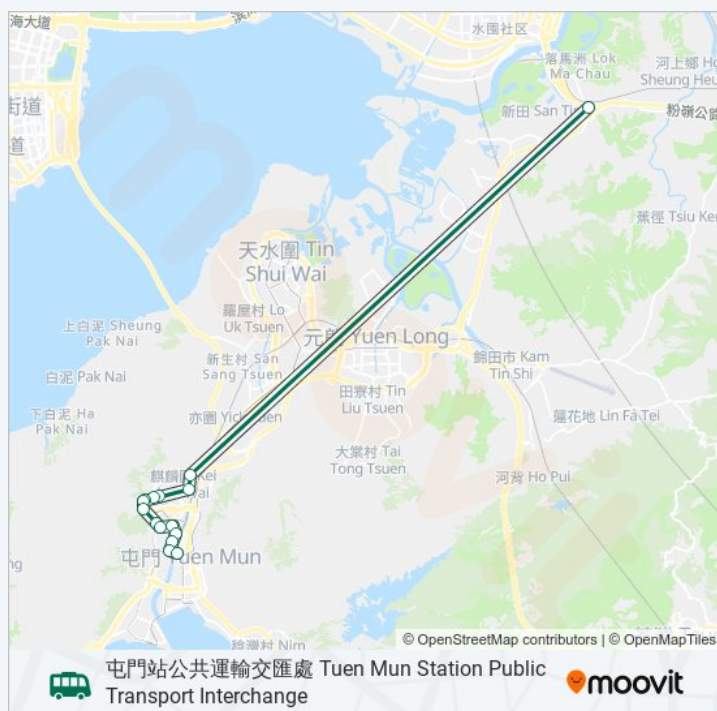 海大道
水围社区
落馬洲 Lok
Ma Chau
河上鄉 Ho
Sheung Heu
街道
新田 San Tin
粉嶺公路
道
蕉徑 Tsiu Ken
天水圍 Tin
Shui Wai
羅屋村 Lo
Uk Tsuen
元朗 Yuen Long
上白泥 Sheung
Pak Nai
新生村 San
Sang Tsuen
錦田市 Kam
Tin Shi
白泥 Pak Nai
田寮村 Tin
Liu Tsuen
下白泥 Ha
Pak Nai
亦園 Yick Yuen
蓮花地 Lin Fa Tei
大棠村 Tai
Tong Tsuen
河背 Ho Pui
屯門 Tuen Mun
© OpenStreetMap contributors | © OpenMapTiles
屯門站公共運輸交匯處 Tuen Mun Station Public
Transport Interchange
moovit